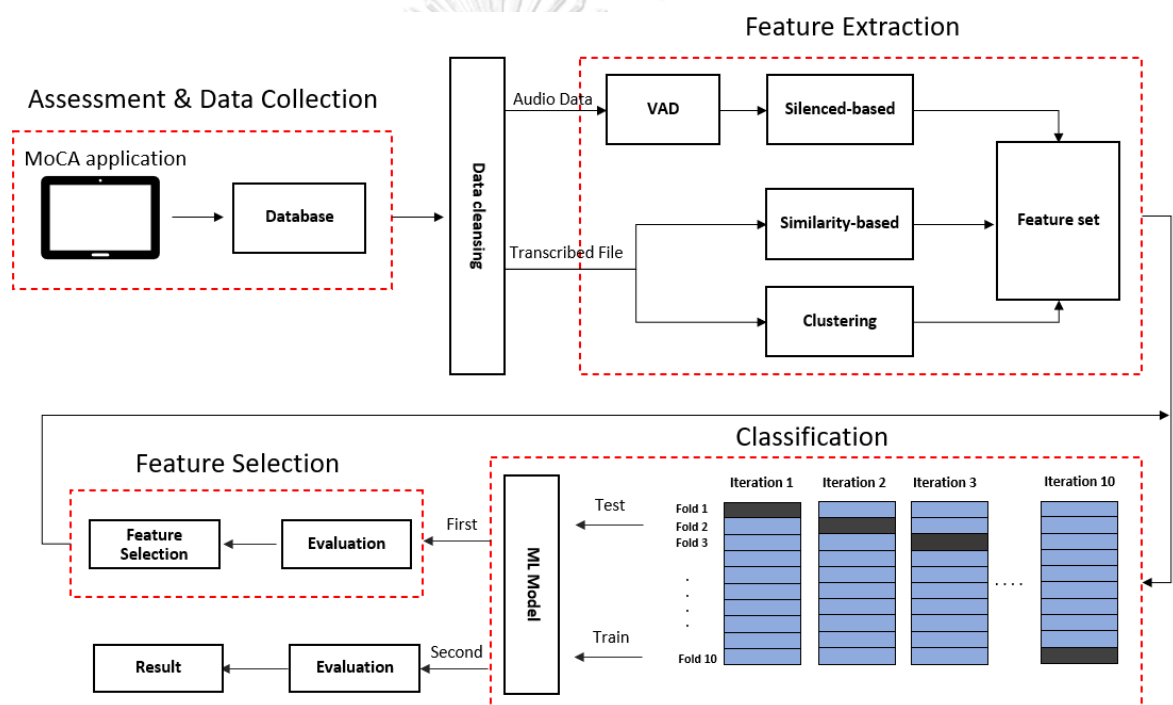 Feature Extraction
Assessment & Data Collection
MoCA application
Database
Data cleansing
Audio Data
Transcribed File
VAD
Silenced-based
Similarity-based
Clustering
Feature set
Classification
Feature Selection
Feature
Selection
Evaluation
First
Second
Result
Evaluation
ML Model
Test
Train
Iteration 1
Iteration 2
Iteration 3
Iteration 10
Fold 1
Fold 2
Fold 3
.
.
.
.
. . . .
Fold 10